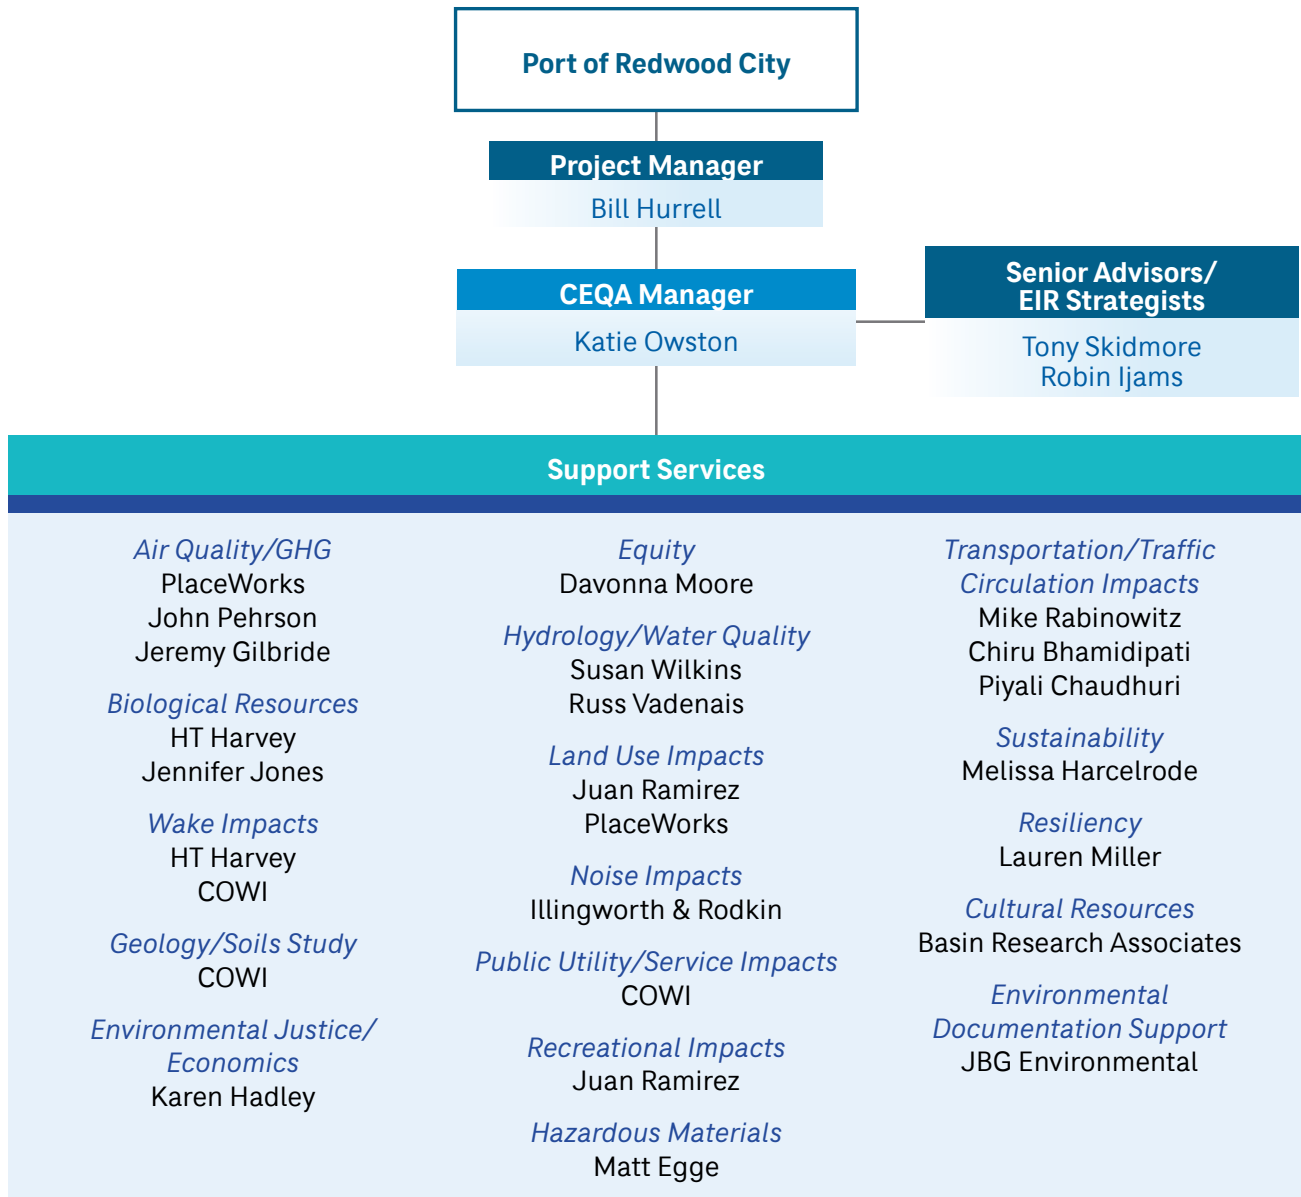 Port of Redwood City
Project Manager
Bill Hurrell
CEQA Manager
Katie Owston
Senior Advisors/
EIR Strategists
Tony Skidmore
Robin Ijams
Support Services
Air Quality/GHG
PlaceWorks
John Pehrson
Jeremy Gilbride
Biological Resources
HT Harvey
Jennifer Jones
Wake Impacts
HT Harvey
COWI
Geology/Soils Study
COWI
Environmental Justice/
Economics
Karen Hadley
Equity
Davonna Moore
Hydrology/Water Quality
Susan Wilkins
Russ Vadenais
Land Use Impacts
Juan Ramirez
PlaceWorks
Noise Impacts
Illingworth & Rodkin
Public Utility/Service Impacts
COWI
Recreational Impacts
Juan Ramirez
Hazardous Materials
Matt Egge
Transportation/Traffic
Circulation Impacts
Mike Rabinowitz
Chiru Bhamidipati
Piyali Chaudhuri
Sustainability
Melissa Harcelrode
Resiliency
Lauren Miller
Cultural Resources
Basin Research Associates
Environmental
Documentation Support
JBG Environmental